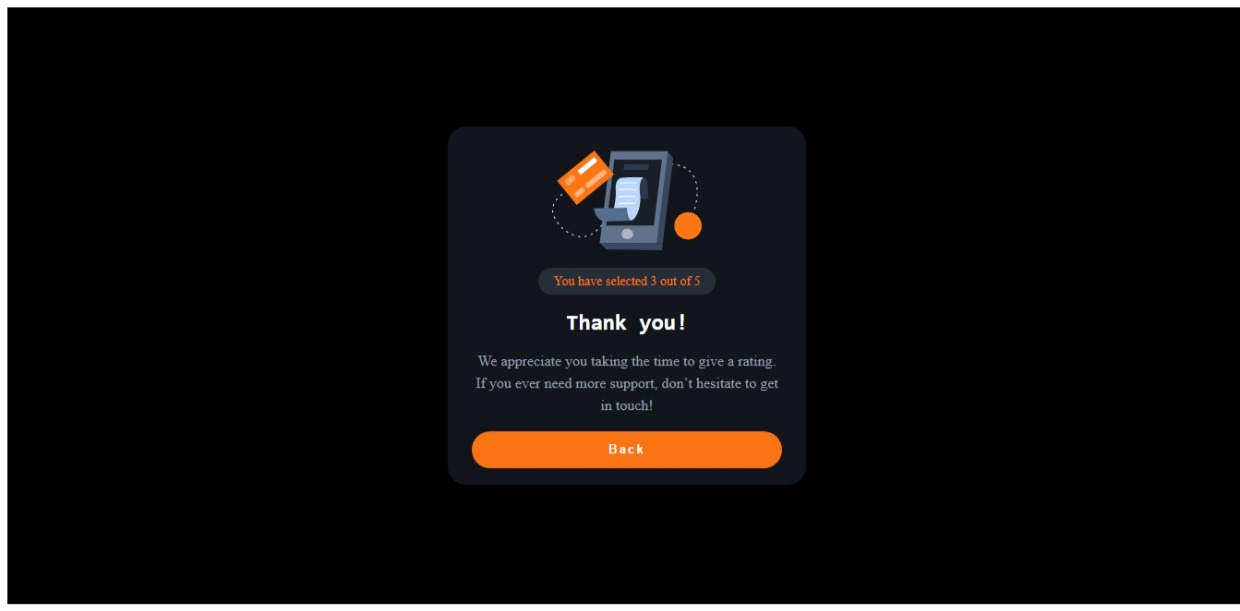 You have selected 3 out of 5
Thank you!
We appreciate you taking the time to give a rating.
If you ever need more support, don’t hesitate to get
in touch!
Back